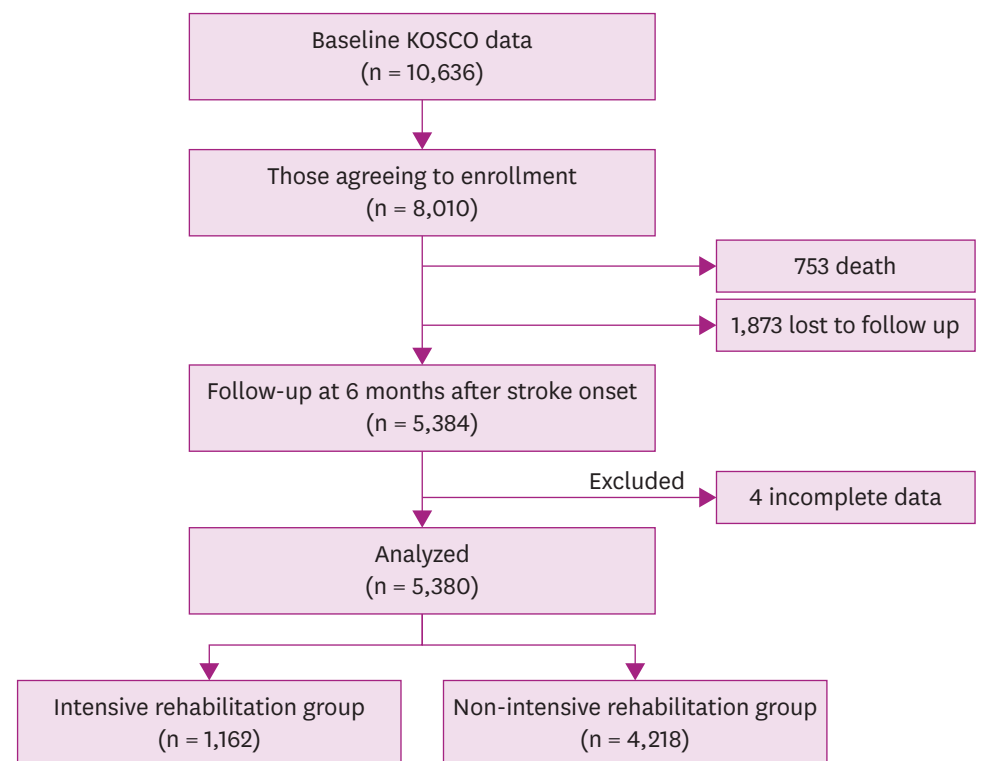 Baseline KOSCO data
(n = 10,636)
Those agreeing to enrollment
(n = 8,010)
753 death
1,873 lost to follow up
Follow-up at 6 months after stroke onset
(n = 5,384)
Excluded
4 incomplete data
Analyzed
(n = 5,380)
Intensive rehabilitation group
(n = 1,162)
Non-intensive rehabilitation group
(n = 4,218)